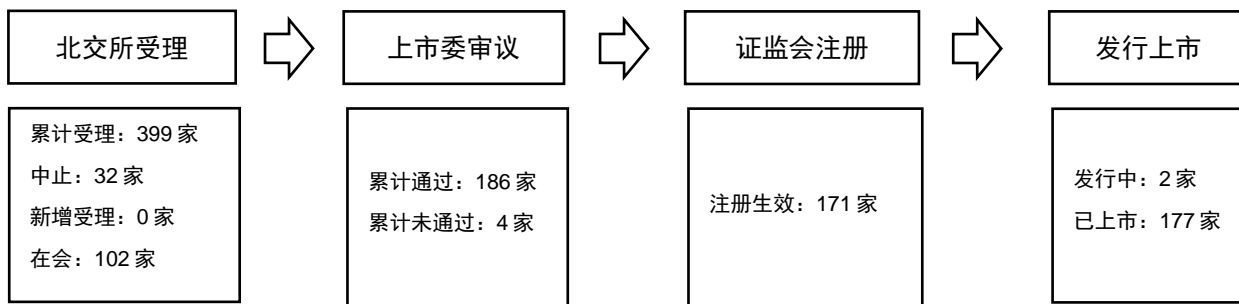 北交所受理
上市委审议
证监会注册
发行上市
累计受理：399 家
中止：32 家
新增受理：0 家
在会：102 家
累计通过：186 家
累计未通过：4 家
注册生效：171 家
发行中：2 家
已上市：177 家